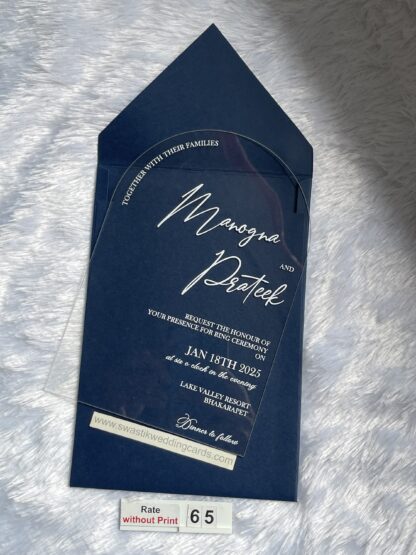 TOGETHER WITH THEIR FAMILIES
Manogna
AND
Prateek
REQUEST THE HONOUR OF
YOUR PRESENCE FOR RING CEREMONY
ON
JAN 18TH 2025
at six o clock in the evening
LAKE VALLEY RESORT
BHAKARAPET
Dinner to follow
www.swastikweddingcards.com
Rate
without Print
65